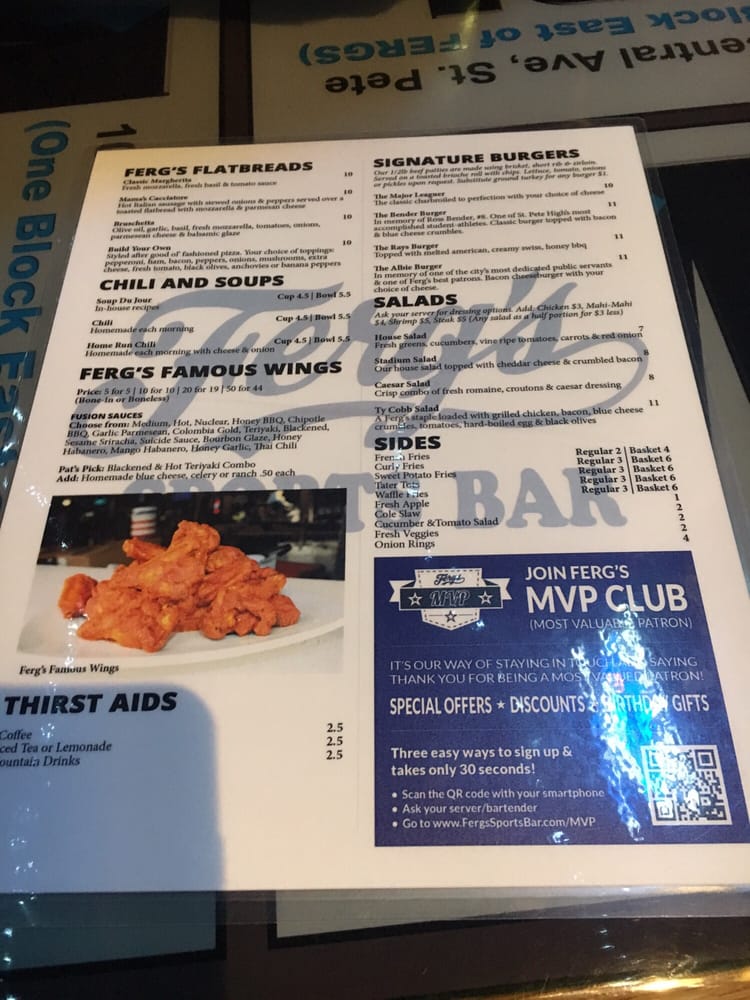 entral Ave, St. Pete
lock East of FERGS)
(One Block East
FERG'S FLATBREADS
Classic Margherita 10
Fresh mozzarella, fresh basil & tomato sauce
Mama's Cacciatore 10
Hot Italian sausage with stewed onions & peppers served over a
toasted flatbread with mozzarella & parmesan cheese
Bruschetta 10
Olive oil, garlic, basil, fresh mozzarella, tomatoes, onions,
parmesan cheese & balsamic glaze
Build Your Own 10
Styled after good ol' fashioned pizza. Your choice of toppings:
pepperoni, ham, bacon, peppers, onions, mushrooms, extra
cheese, fresh tomato, black olives, anchovies or banana peppers
CHILI AND SOUPS
Soup Du Jour Cup 4.5 | Bowl 5.5
In-house recipes
Chili Cup 4.5 | Bowl 5.5
Homemade each morning
Home Run Chili Cup 4.5 | Bowl 5.5
Homemade each morning with cheese & onion
FERG'S FAMOUS WINGS
Price: 5 for 5 | 10 for 10 | 20 for 19 | 50 for 44
(Bone-In or Boneless)
FUSION SAUCES
Choose from: Medium, Hot, Nuclear, Honey BBQ, Chipotle
BBQ, Garlic Parmesean, Colombia Gold, Teriyaki, Blackened,
Sesame Sriracha, Suicide Sauce, Bourbon Glaze, Honey
Habanero, Mango Habanero, Honey Garlic, Thai Chili
Pat's Pick: Blackened & Hot Teriyaki Combo
Add: Homemade blue cheese, celery or ranch .50 each
Ferg's Famous Wings
THIRST AIDS
Coffee 2.5
ced Tea or Lemonade 2.5
ountain Drinks 2.5
SIGNATURE BURGERS
Our 1/2lb beef patties are made using brisket, short rib & sirloin.
Served on a toasted brioche roll with chips. Lettuce, tomato, onions
or pickles upon request. Substitute ground turkey for any burger $1.
The Major Leaguer 10
The classic charbroiled to perfection with your choice of cheese
The Bender Burger 11
In memory of Ross Bender, #8. One of St. Pete High's most
accomplished student-athletes. Classic burger topped with bacon
& blue cheese crumbles.
The Rays Burger 11
Topped with melted american, creamy swiss, honey bbq
The Albie Burger 11
In memory of one of the city's most dedicated public servants
& one of Ferg's best patrons. Bacon cheeseburger with your
choice of cheese.
SALADS
Ask your server for dressing options. Add: Chicken $3, Mahi-Mahi
$4, Shrimp $5, Steak $5 (Any salad as a half portion for $3 less)
House Salad 7
Fresh greens, cucumbers, vine ripe tomatoes, carrots & red onion
Stadium Salad 8
Our house salad topped with cheddar cheese & crumbled bacon
Caesar Salad 8
Crisp combo of fresh romaine, croutons & caesar dressing
Ty Cobb Salad 11
A Ferg's staple loaded with grilled chicken, bacon, blue cheese
crumbles, tomatoes, hard-boiled egg & black olives
SIDES
French Fries Regular 2 | Basket 4
Curly Fries Regular 3 | Basket 6
Sweet Potato Fries Regular 3 | Basket 6
Tater Tots Regular 3 | Basket 6
Waffle Fries Regular 3 | Basket 6
Fresh Apple 1
Cole Slaw 2
Cucumber &Tomato Salad 2
Fresh Veggies 2
Onion Rings 4
Ferg's
SPORTS BAR
Ferg's
MVP
JOIN FERG'S
MVP CLUB
(MOST VALUABLE PATRON)
IT'S OUR WAY OF STAYING IN TOUCH AND SAYING
THANK YOU FOR BEING A MOST VALUED PATRON!
SPECIAL OFFERS ★ DISCOUNTS & BIRTHDAY GIFTS
Three easy ways to sign up &
takes only 30 seconds!
• Scan the QR code with your smartphone
• Ask your server/bartender
• Go to www.FergsSportsBar.com/MVP